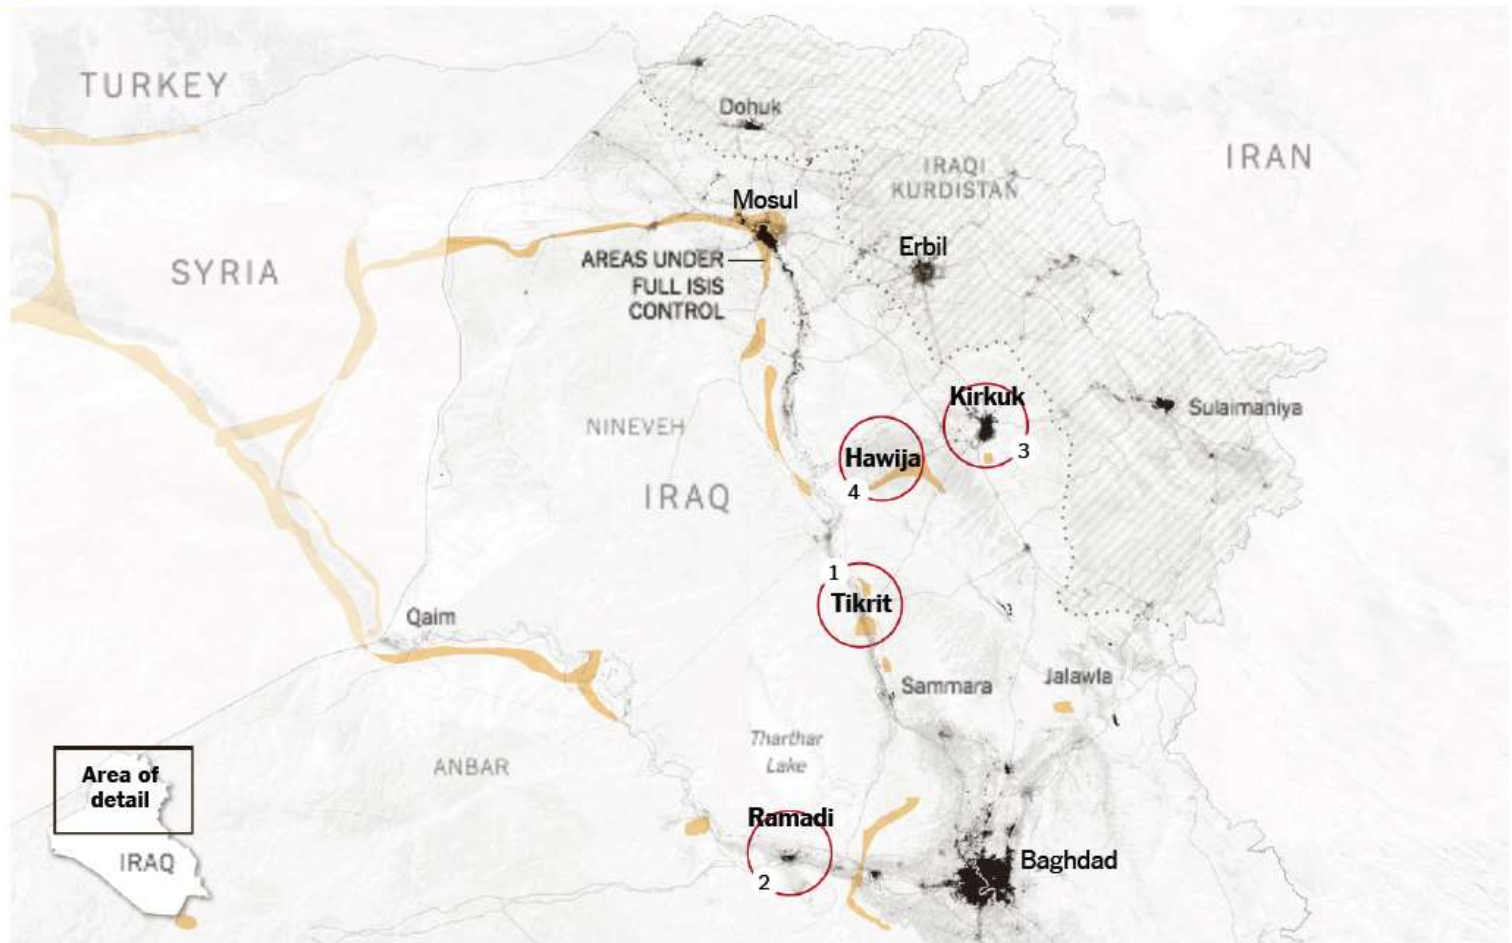 TURKEY
Dohuk
IRAN
IRAQI
KURDISTAN
Mosul
Erbil
SYRIA
AREAS UNDER
FULL ISIS
CONTROL
Kirkuk
3
Sulaimaniya
NINEVEH
Hawija
4
IRAQ
1
Tikrit
Qaim
Sammara
Jalawla
Tharthar
Lake
ANBAR
Area of
detail
IRAQ
Ramadi
2
Baghdad